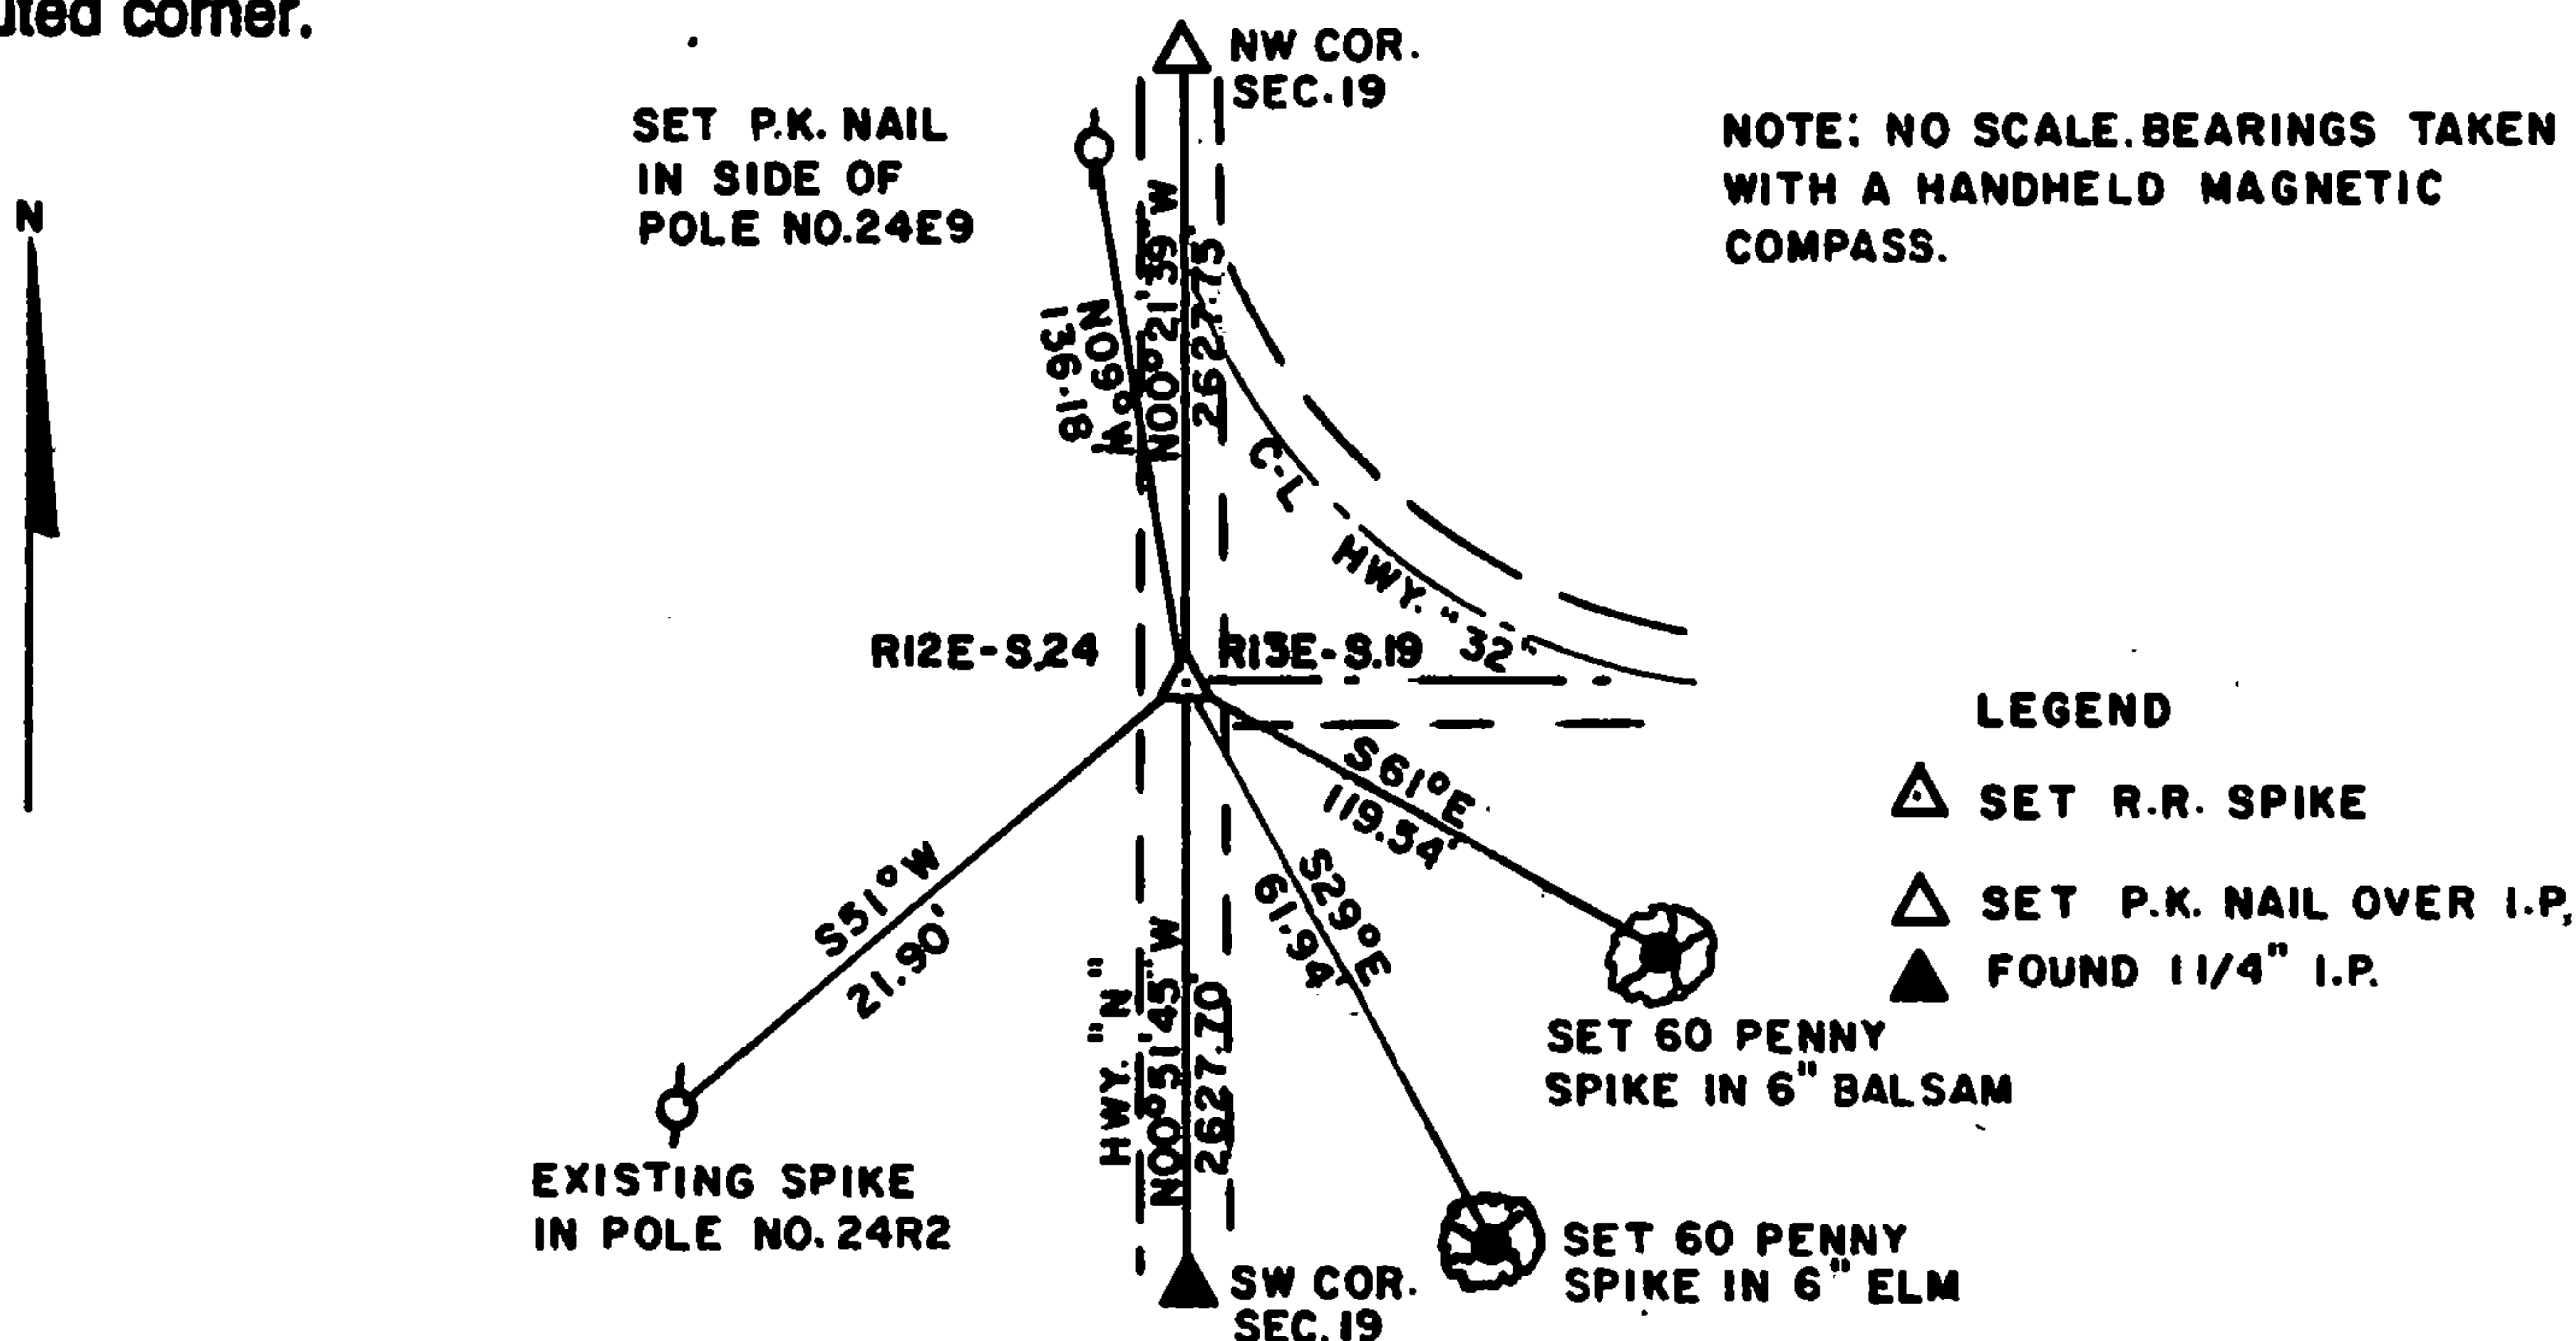 uted corner.
NW COR.
SEC.19
SET P.K. NAIL
IN SIDE OF
POLE NO.24E9
NOTE: NO SCALE. BEARINGS TAKEN
WITH A HANDHELD MAGNETIC
COMPASS.
N
N09°W
136.18'
N00°21'39"W
2627.75'
C-L
HWY. "32"
R12E-S.24
R13E-S.19
LEGEND
SET R.R. SPIKE
SET P.K. NAIL OVER I.P.
FOUND 1 1/4" I.P.
S61°E
119.54'
S29°E
61.94'
S51°W
21.90'
HWY. "N"
N00°51'45"W
2627.70'
SET 60 PENNY
SPIKE IN 6" BALSAM
EXISTING SPIKE
IN POLE NO. 24R2
SET 60 PENNY
SPIKE IN 6" ELM
SW COR.
SEC. 19